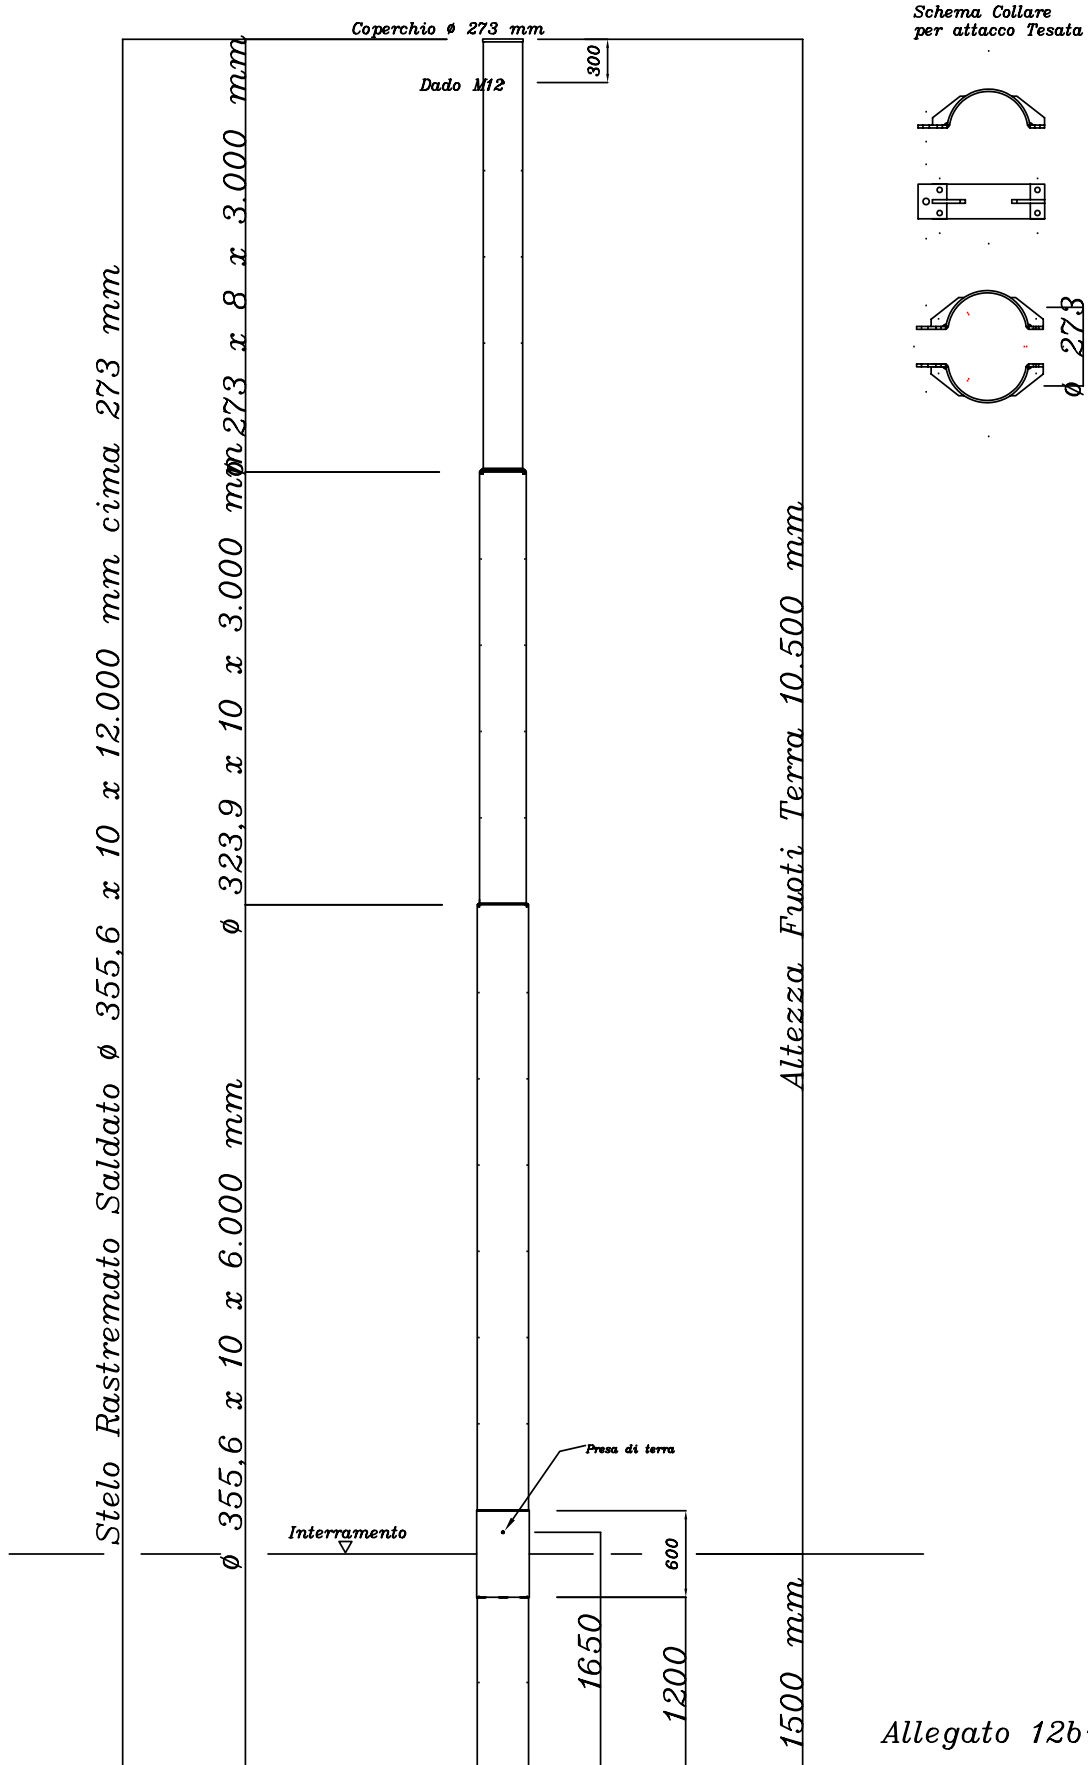 Schema Collare
per attacco Tesata
Coperchio ø 273 mm
300
Dado M12
ø 273
Stelo Rastremato Saldato ø 355,6 x 10 x 12.000 mm cima 273 mm
ø 273 x 8 x 3.000 mm
ø 323,9 x 10 x 3.000 mm
ø 355,6 x 10 x 6.000 mm
Altezza Fuoti Terra 10.500 mm
Presa di terra
Interramento
600
1650
1200
1500 mm
Allegato 12b